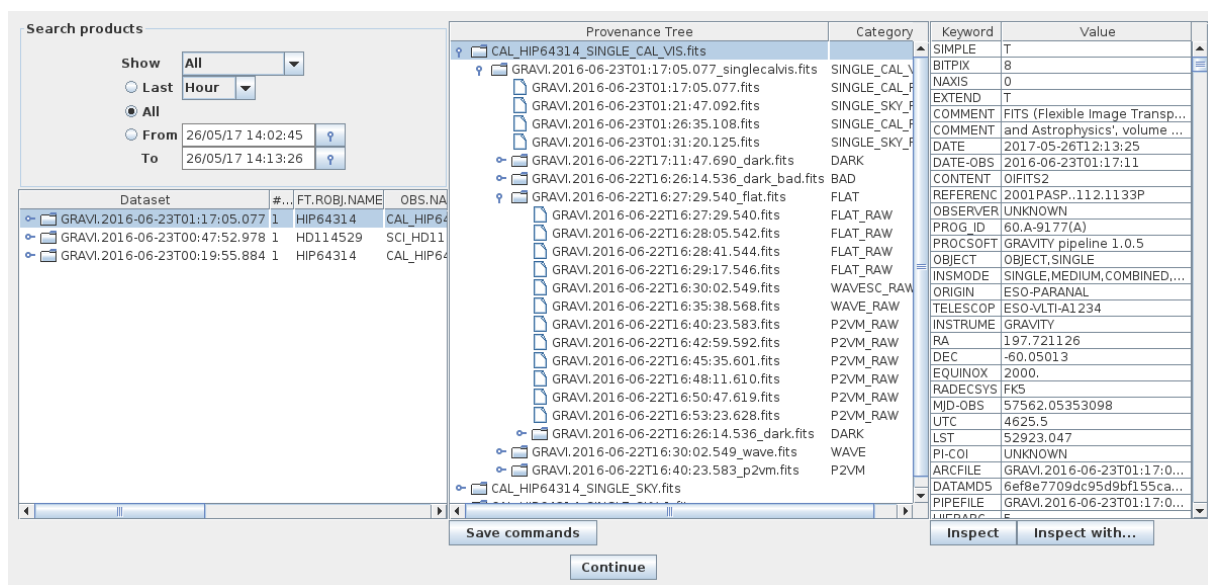 Search products
Show All
Last Hour
All
From 26/05/17 14:02:45
To 26/05/17 14:13:26
Dataset #... FT.ROBJ.NAME OBS.NA
GRAVI.2016-06-23T01:17:05.077 1 HIP64314 CAL_HIP64
GRAVI.2016-06-23T00:47:52.978 1 HD114529 SCI_HD11
GRAVI.2016-06-23T00:19:55.884 1 HIP64314 CAL_HIP64
Provenance Tree Category
CAL_HIP64314_SINGLE_CAL_VIS.fits
GRAVI.2016-06-23T01:17:05.077_singlecalvis.fits SINGLE_CAL_V
GRAVI.2016-06-23T01:17:05.077.fits SINGLE_CAL_F
GRAVI.2016-06-23T01:21:47.092.fits SINGLE_SKY_F
GRAVI.2016-06-23T01:26:35.108.fits SINGLE_CAL_F
GRAVI.2016-06-23T01:31:20.125.fits SINGLE_SKY_F
GRAVI.2016-06-22T17:11:47.690_dark.fits DARK
GRAVI.2016-06-22T16:26:14.536_dark_bad.fits BAD
GRAVI.2016-06-22T16:27:29.540_flat.fits FLAT
GRAVI.2016-06-22T16:27:29.540.fits FLAT_RAW
GRAVI.2016-06-22T16:28:05.542.fits FLAT_RAW
GRAVI.2016-06-22T16:28:41.544.fits FLAT_RAW
GRAVI.2016-06-22T16:29:17.546.fits FLAT_RAW
GRAVI.2016-06-22T16:30:02.549.fits WAVESC_RAW
GRAVI.2016-06-22T16:35:38.568.fits WAVE_RAW
GRAVI.2016-06-22T16:40:23.583.fits P2VM_RAW
GRAVI.2016-06-22T16:42:59.592.fits P2VM_RAW
GRAVI.2016-06-22T16:45:35.601.fits P2VM_RAW
GRAVI.2016-06-22T16:48:11.610.fits P2VM_RAW
GRAVI.2016-06-22T16:50:47.619.fits P2VM_RAW
GRAVI.2016-06-22T16:53:23.628.fits P2VM_RAW
GRAVI.2016-06-22T16:26:14.536_dark.fits DARK
GRAVI.2016-06-22T16:30:02.549_wave.fits WAVE
GRAVI.2016-06-22T16:40:23.583_p2vm.fits P2VM
CAL_HIP64314_SINGLE_SKY.fits
Save commands
Keyword Value
SIMPLE T
BITPIX 8
NAXIS 0
EXTEND T
COMMENT FITS (Flexible Image Transp...
COMMENT and Astrophysics', volume ...
DATE 2017-05-26T12:13:25
DATE-OBS 2016-06-23T01:17:11
CONTENT OIFITS2
REFERENC 2001PASP..112.1133P
OBSERVER UNKNOWN
PROG_ID 60.A-9177(A)
PROCSOFT GRAVITY pipeline 1.0.5
OBJECT OBJECT,SINGLE
INSMODE SINGLE,MEDIUM,COMBINED,...
ORIGIN ESO-PARANAL
TELESCOP ESO-VLTI-A1234
INSTRUME GRAVITY
RA 197.721126
DEC -60.05013
EQUINOX 2000.
RADECSYS FK5
MJD-OBS 57562.05353098
UTC 4625.5
LST 52923.047
PI-COI UNKNOWN
ARCFILE GRAVI.2016-06-23T01:17:0...
DATAMD5 6ef8e7709dc95d9bf155ca...
PIPEFILE GRAVI.2016-06-23T01:17:0...
Inspect Inspect with...
Continue